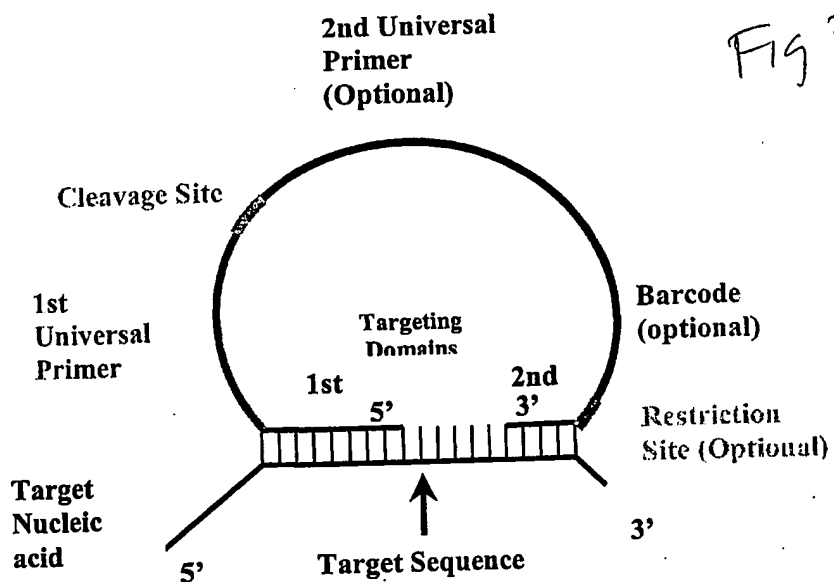 2nd Universal
Primer
(Optional)
Fig
Cleavage Site
1st
Universal
Primer
Targeting
Domains
Barcode
(optional)
1st
2nd
5’
3’
Restriction
Site (Optional)
Target
Nucleic
acid
5’
Target Sequence
3’